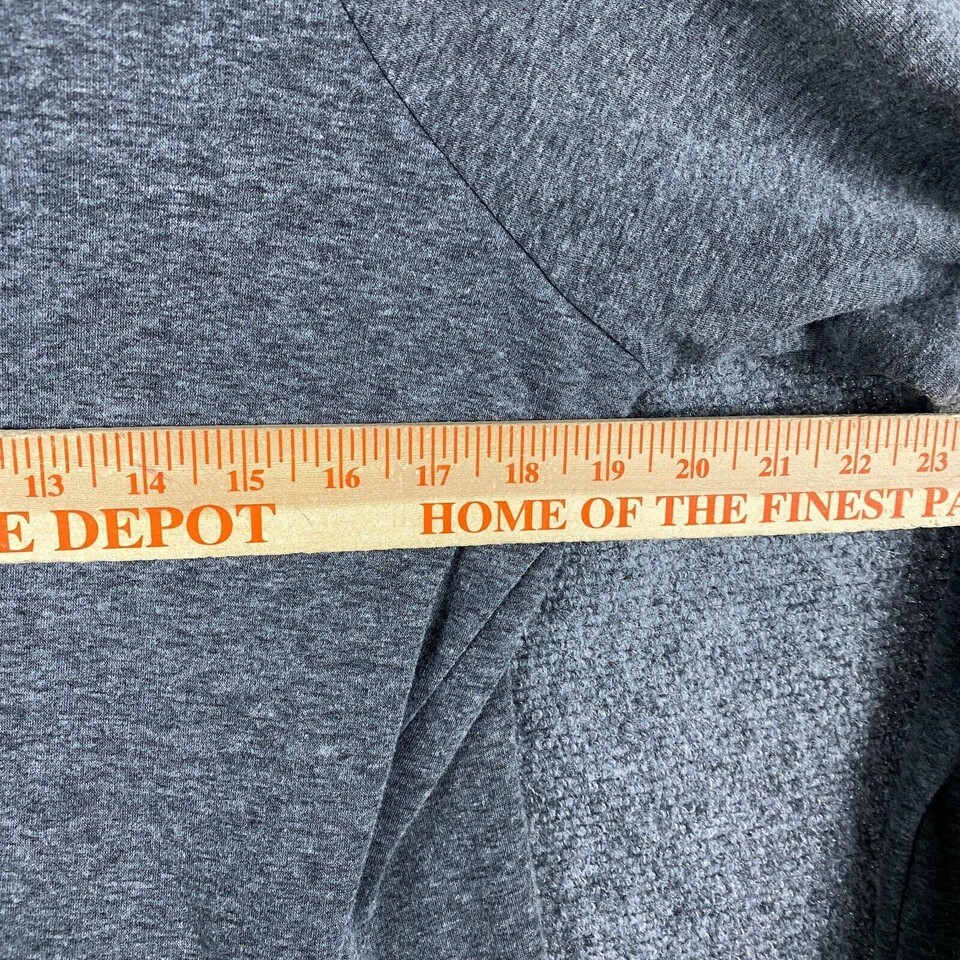 13 14 15 16 17 18 19 20 21 22 23
E DEPOT HOME OF THE FINEST PA